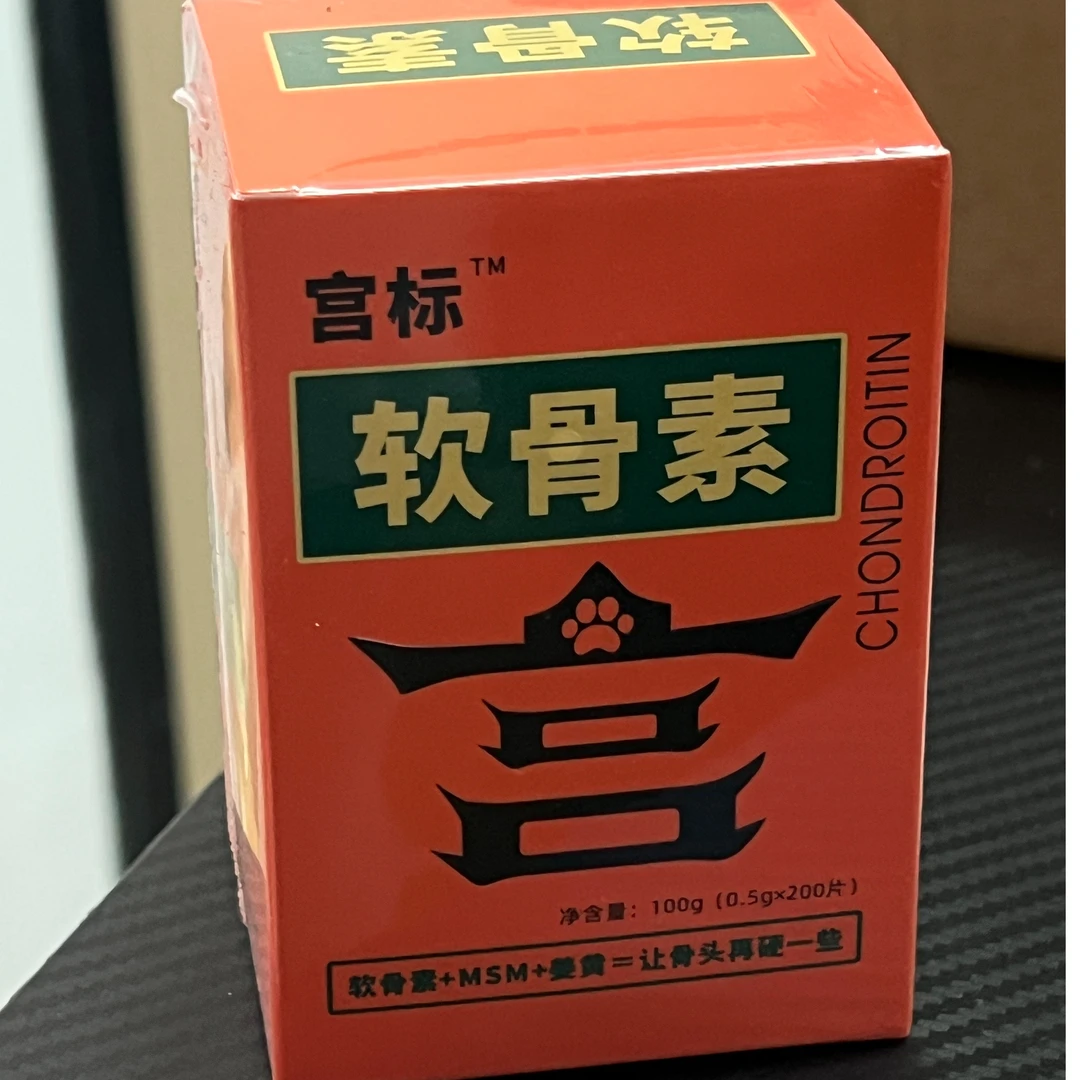 软骨素
宫标™
软骨素
CHONDROITIN
宫
净含量：100g（0.5g×200片）
软骨素+MSM+姜黄=让骨头再硬一些